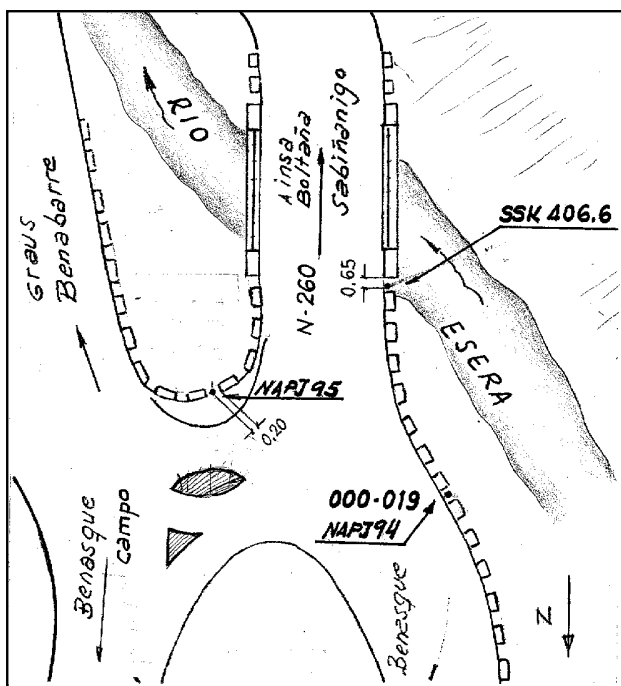 RIO
Ainsa
Boltaña
Sabiñanigo
N-260
SSK 406.6
0,65
Graus
Benabarre
ESERA
NAPJ95
0,20
000-019
NAPJ94
Benasque
Campo
Benesque
N